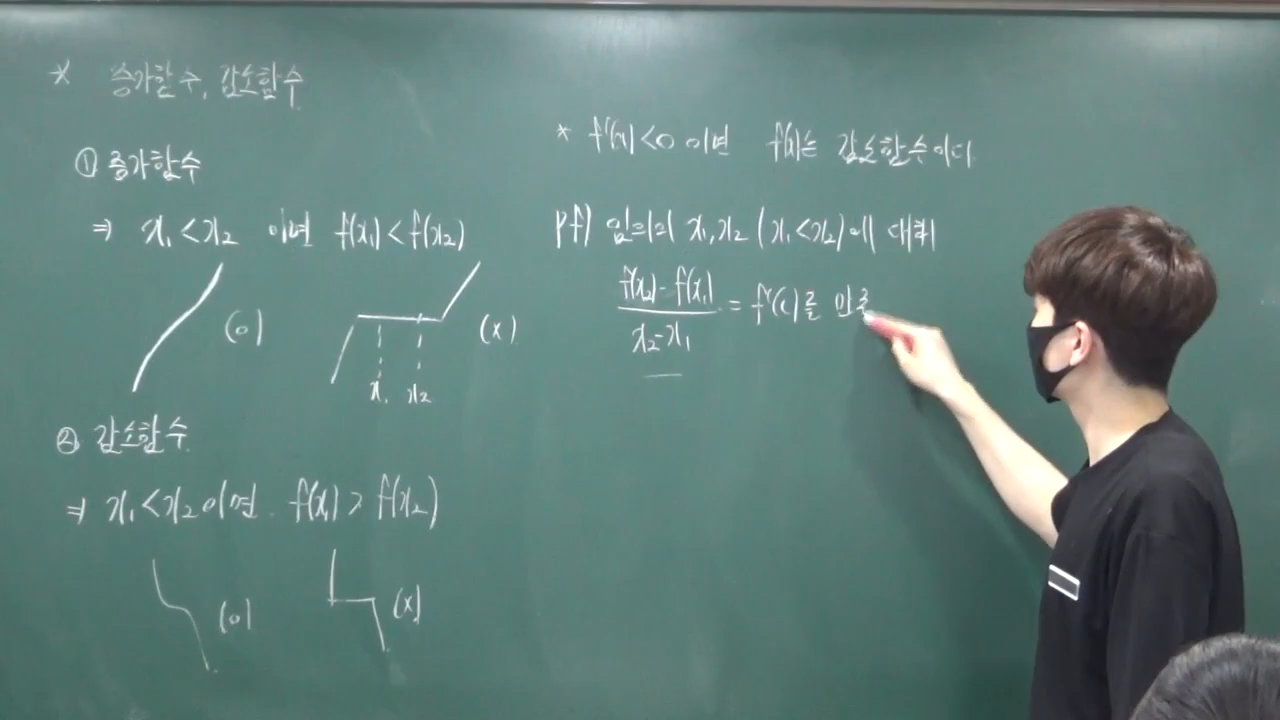 * 증가함수, 감소함수
① 증가함수
⇒ x₁<x₂ 이면 f(x₁)<f(x₂)
(o)
(x)
x₁ x₂
② 감소함수
⇒ x₁<x₂이면 f(x₁)>f(x₂)
(o)
(x)
* f'(x)<0 이면 f(x)는 감소함수이다
pf) 임의의 x₁,x₂ (x₁<x₂)에 대해
f(x₂)-f(x₁)
x₂-x₁
= f'(c)를 만족